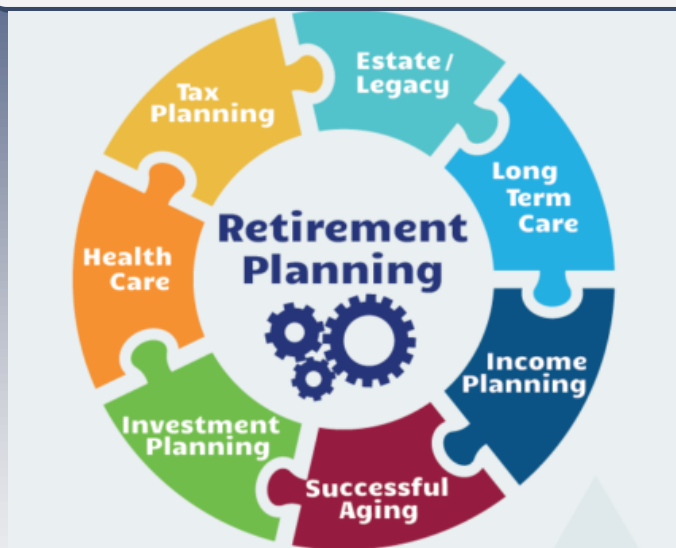 Estate/
Legacy
Tax
Planning
Long
Term
Care
Retirement
Planning
Health
Care
Income
Planning
Investment
Planning
Successful
Aging